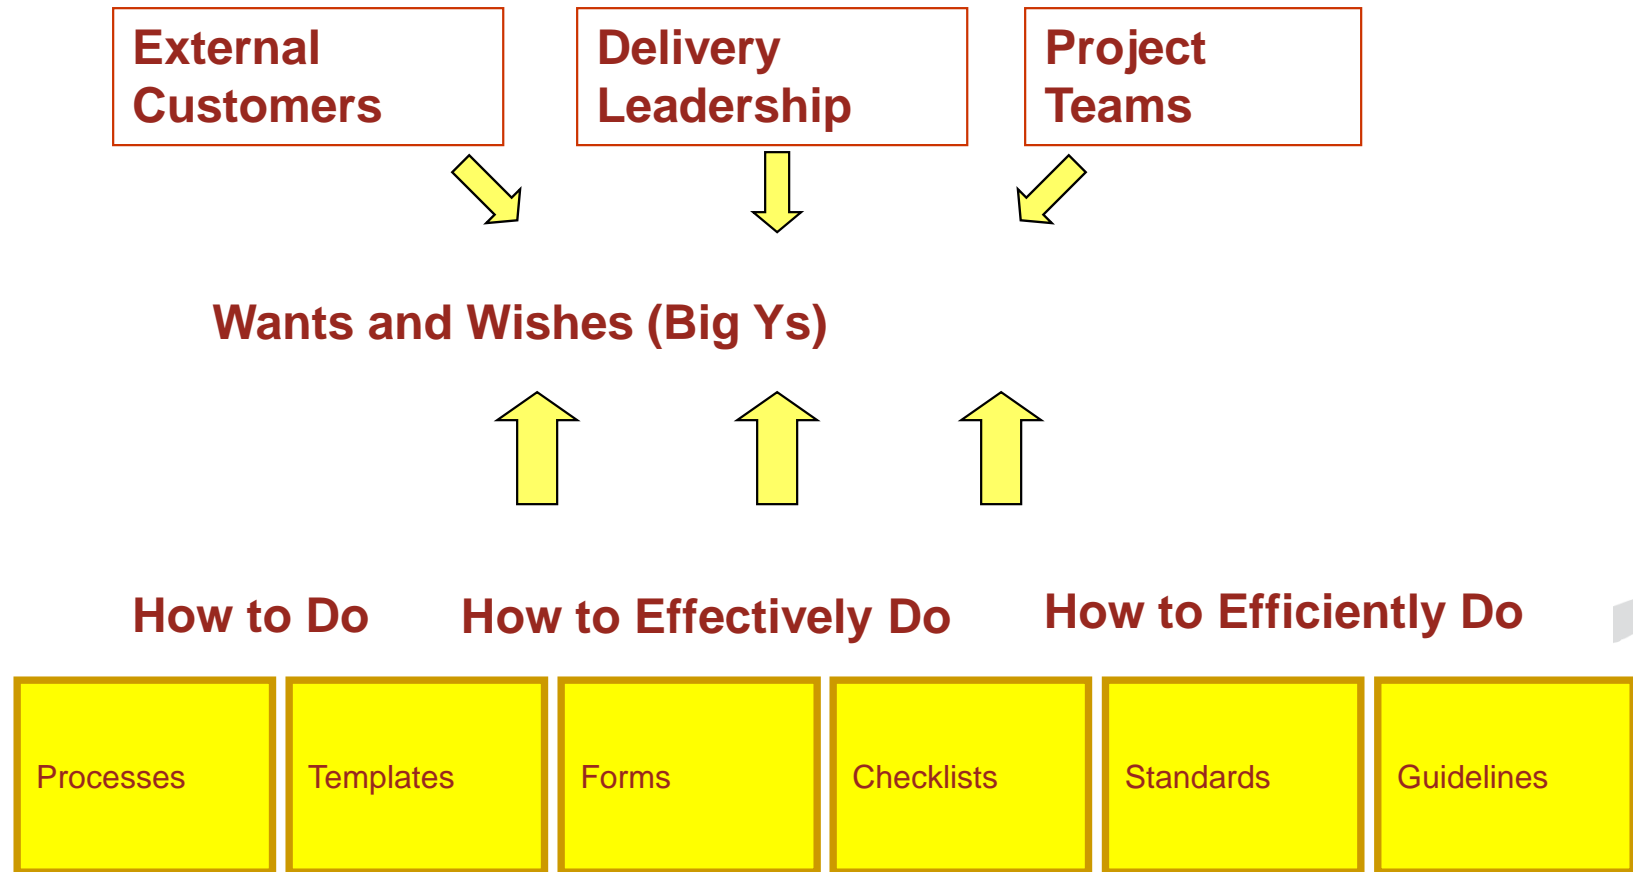 External
Customers
Delivery
Leadership
Project
Teams
Wants and Wishes (Big Ys)
How to Do
How to Effectively Do
How to Efficiently Do
Processes
Templates
Forms
Checklists
Standards
Guidelines